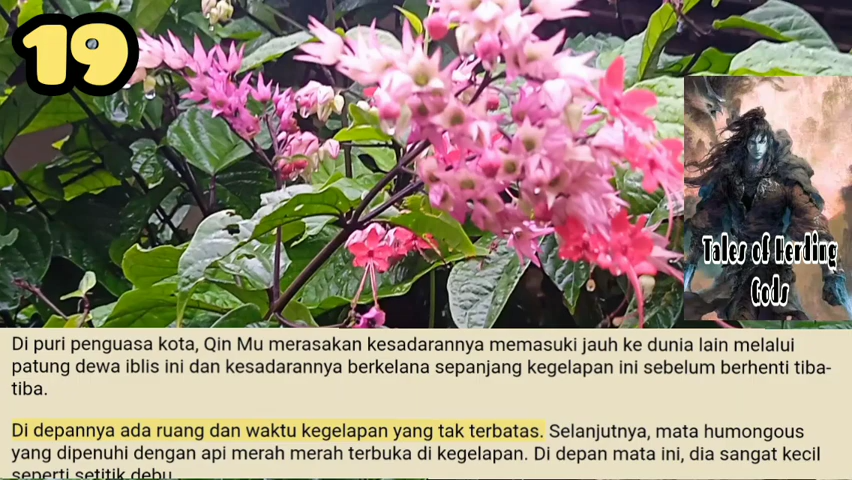 19
Tales of Herding
Gods
Di puri penguasa kota, Qin Mu merasakan kesadarannya memasuki jauh ke dunia lain melalui
patung dewa iblis ini dan kesadarannya berkelana sepanjang kegelapan ini sebelum berhenti tiba-
tiba.
Di depannya ada ruang dan waktu kegelapan yang tak terbatas. Selanjutnya, mata humongous
yang dipenuhi dengan api merah merah terbuka di kegelapan. Di depan mata ini, dia sangat kecil
seperti setitik debu.